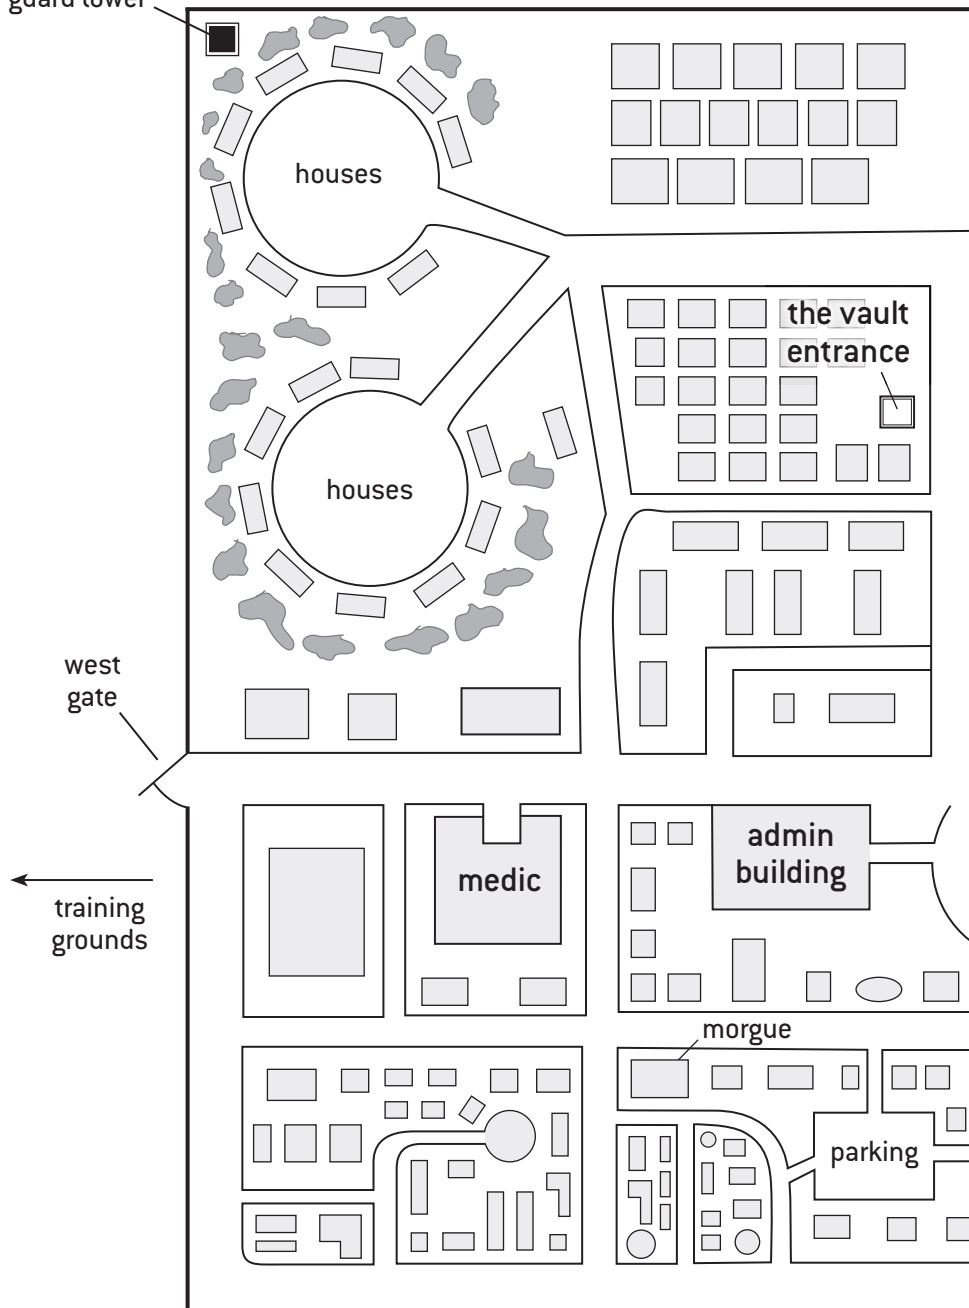 guard tower
houses
the vault
entrance
houses
west
gate
admin
building
medic
training
grounds
morgue
parking